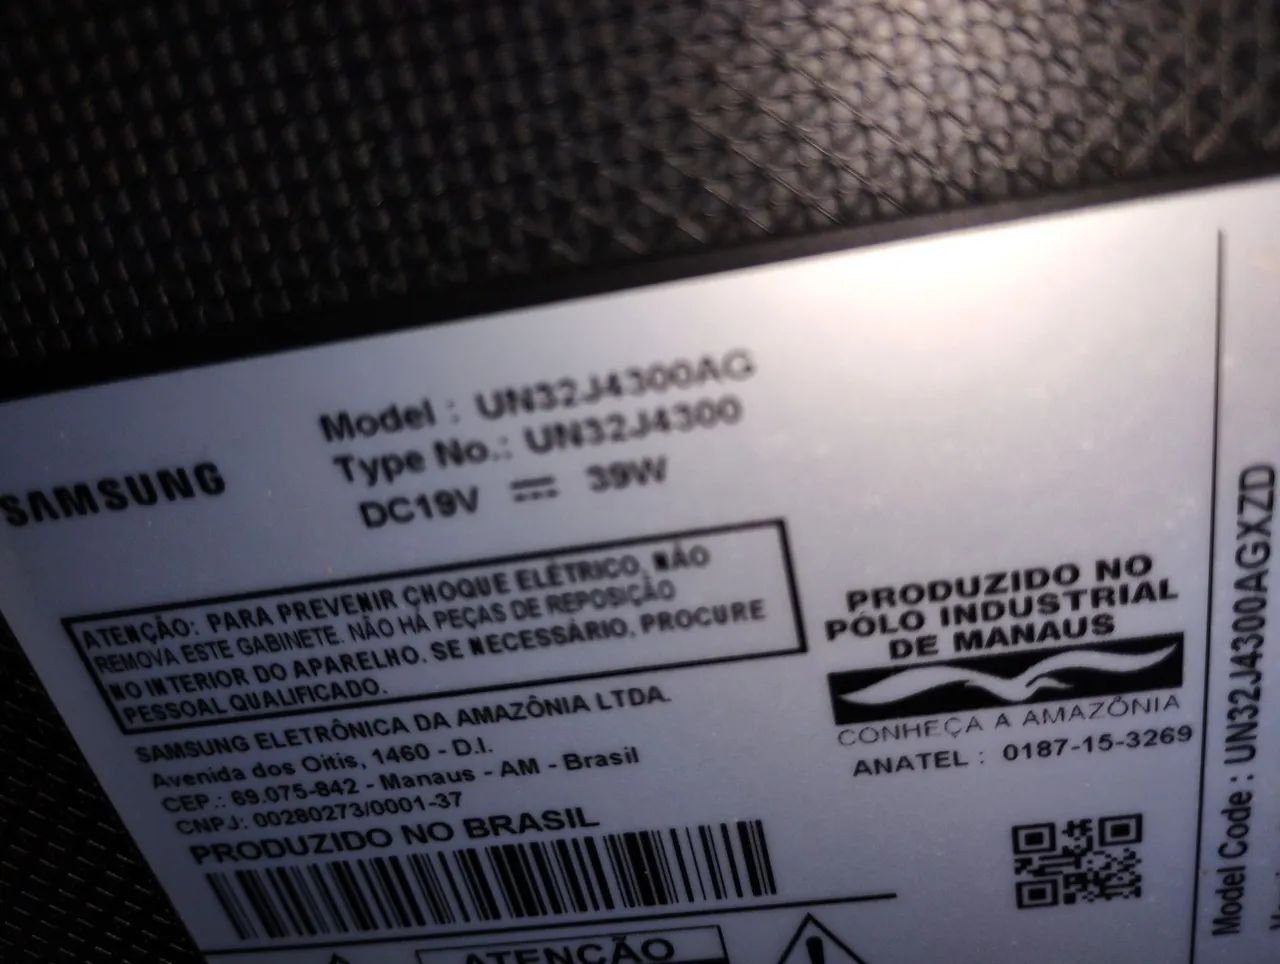 SAMSUNG
Model : UN32J4300AG
Type No.: UN32J4300
DC19V ⎓ 39W
ATENÇÃO: PARA PREVENIR CHOQUE ELÉTRICO, NÃO
REMOVA ESTE GABINETE. NÃO HÁ PEÇAS DE REPOSIÇÃO
NO INTERIOR DO APARELHO. SE NECESSÁRIO, PROCURE
PESSOAL QUALIFICADO.
SAMSUNG ELETRÔNICA DA AMAZÔNIA LTDA.
Avenida dos Oitis, 1460 - D.I.
CEP.: 69.075-842 - Manaus - AM - Brasil
CNPJ: 00280273/0001-37
PRODUZIDO NO BRASIL
PRODUZIDO NO
PÓLO INDUSTRIAL
DE MANAUS
CONHEÇA A AMAZÔNIA
ANATEL : 0187-15-3269
ATENÇÃO
Model Code : UN32J4300AGXZD